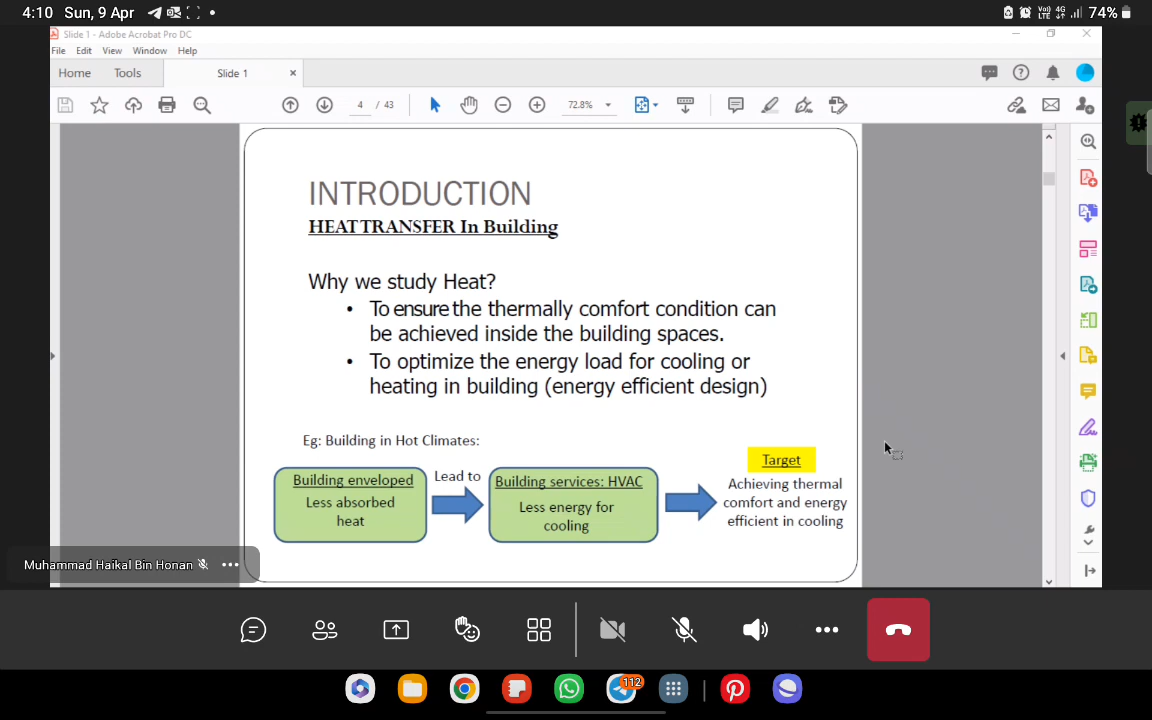 4:10 Sun, 9 Apr
74%
Slide 1 - Adobe Acrobat Pro DC
File Edit View Window Help
Home Tools Slide 1 ×
4 / 43 72.8%
INTRODUCTION
HEAT TRANSFER In Building
Why we study Heat?
• To ensure the thermally comfort condition can
be achieved inside the building spaces.
• To optimize the energy load for cooling or
heating in building (energy efficient design)
Eg: Building in Hot Climates:
Building enveloped
Less absorbed
heat
Lead to
Building services: HVAC
Less energy for
cooling
Target
Achieving thermal
comfort and energy
efficient in cooling
Muhammad Haikal Bin Honan
112